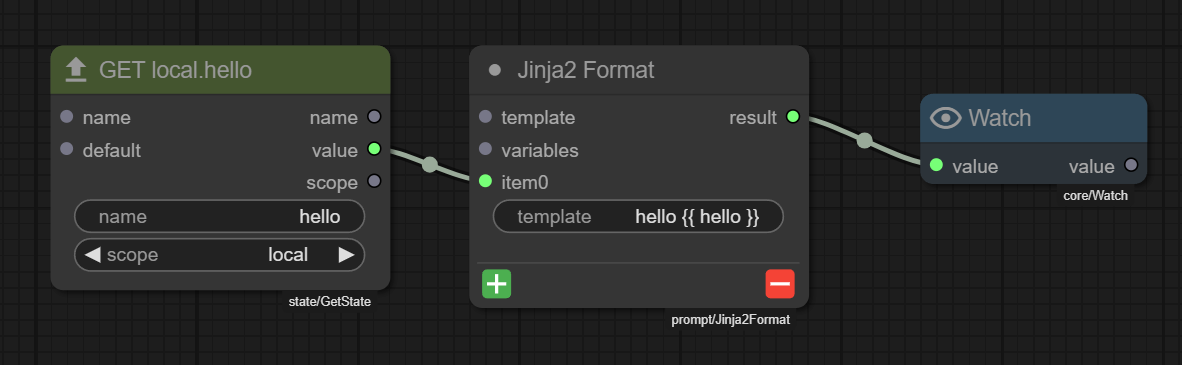 GET local.hello
name name
default value
scope
name hello
scope local
state/GetState
Jinja2 Format
template result
variables
item0
template hello {{ hello }}
prompt/Jinja2Format
Watch
value value
core/Watch